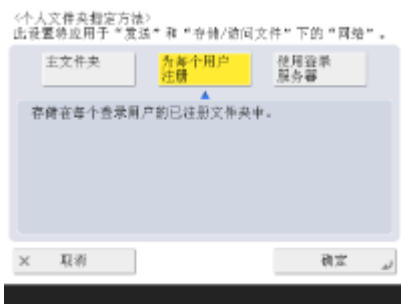 <个人文件夹指定方法>
此设置将应用于“发送”和“存储/访问文件”下的“网络”。
主文件夹
为每个用户
注册
使用登录
服务器
存储在每个登录用户的已注册文件夹中。
× 取消
确定